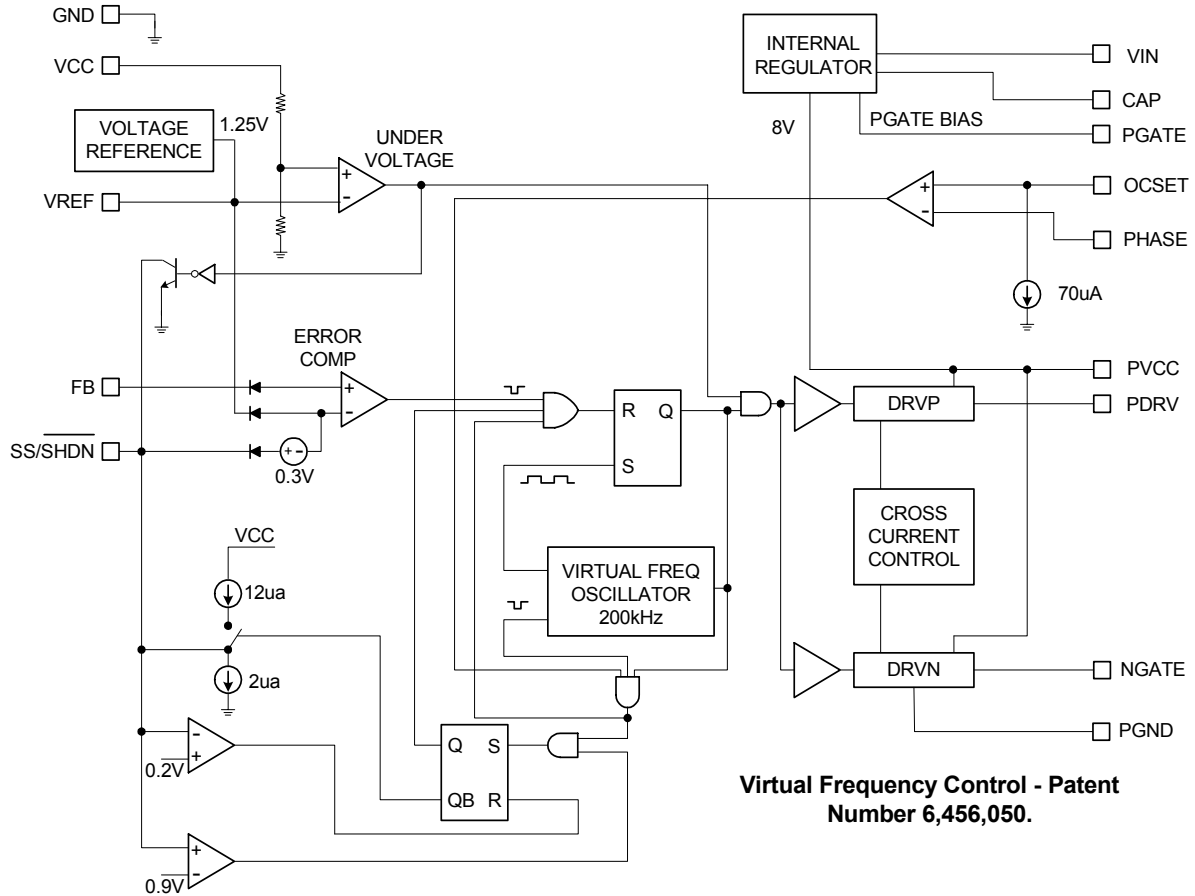 GND
VCC
VOLTAGE
REFERENCE
1.25V
VREF
UNDER
VOLTAGE
+
-
INTERNAL
REGULATOR
8V
PGATE BIAS
VIN
CAP
PGATE
OCSET
PHASE
+
-
70uA
ERROR
COMP
FB
+
-
SS/SHDN
+ -
0.3V
R Q
S
PVCC
DRVP
PDRV
CROSS
CURRENT
CONTROL
VIRTUAL FREQ
OSCILLATOR
200kHz
VCC
12ua
2ua
DRVN
NGATE
PGND
-
+
0.2V
Q S
QB R
+
-
0.9V
Virtual Frequency Control - Patent
Number 6,456,050.